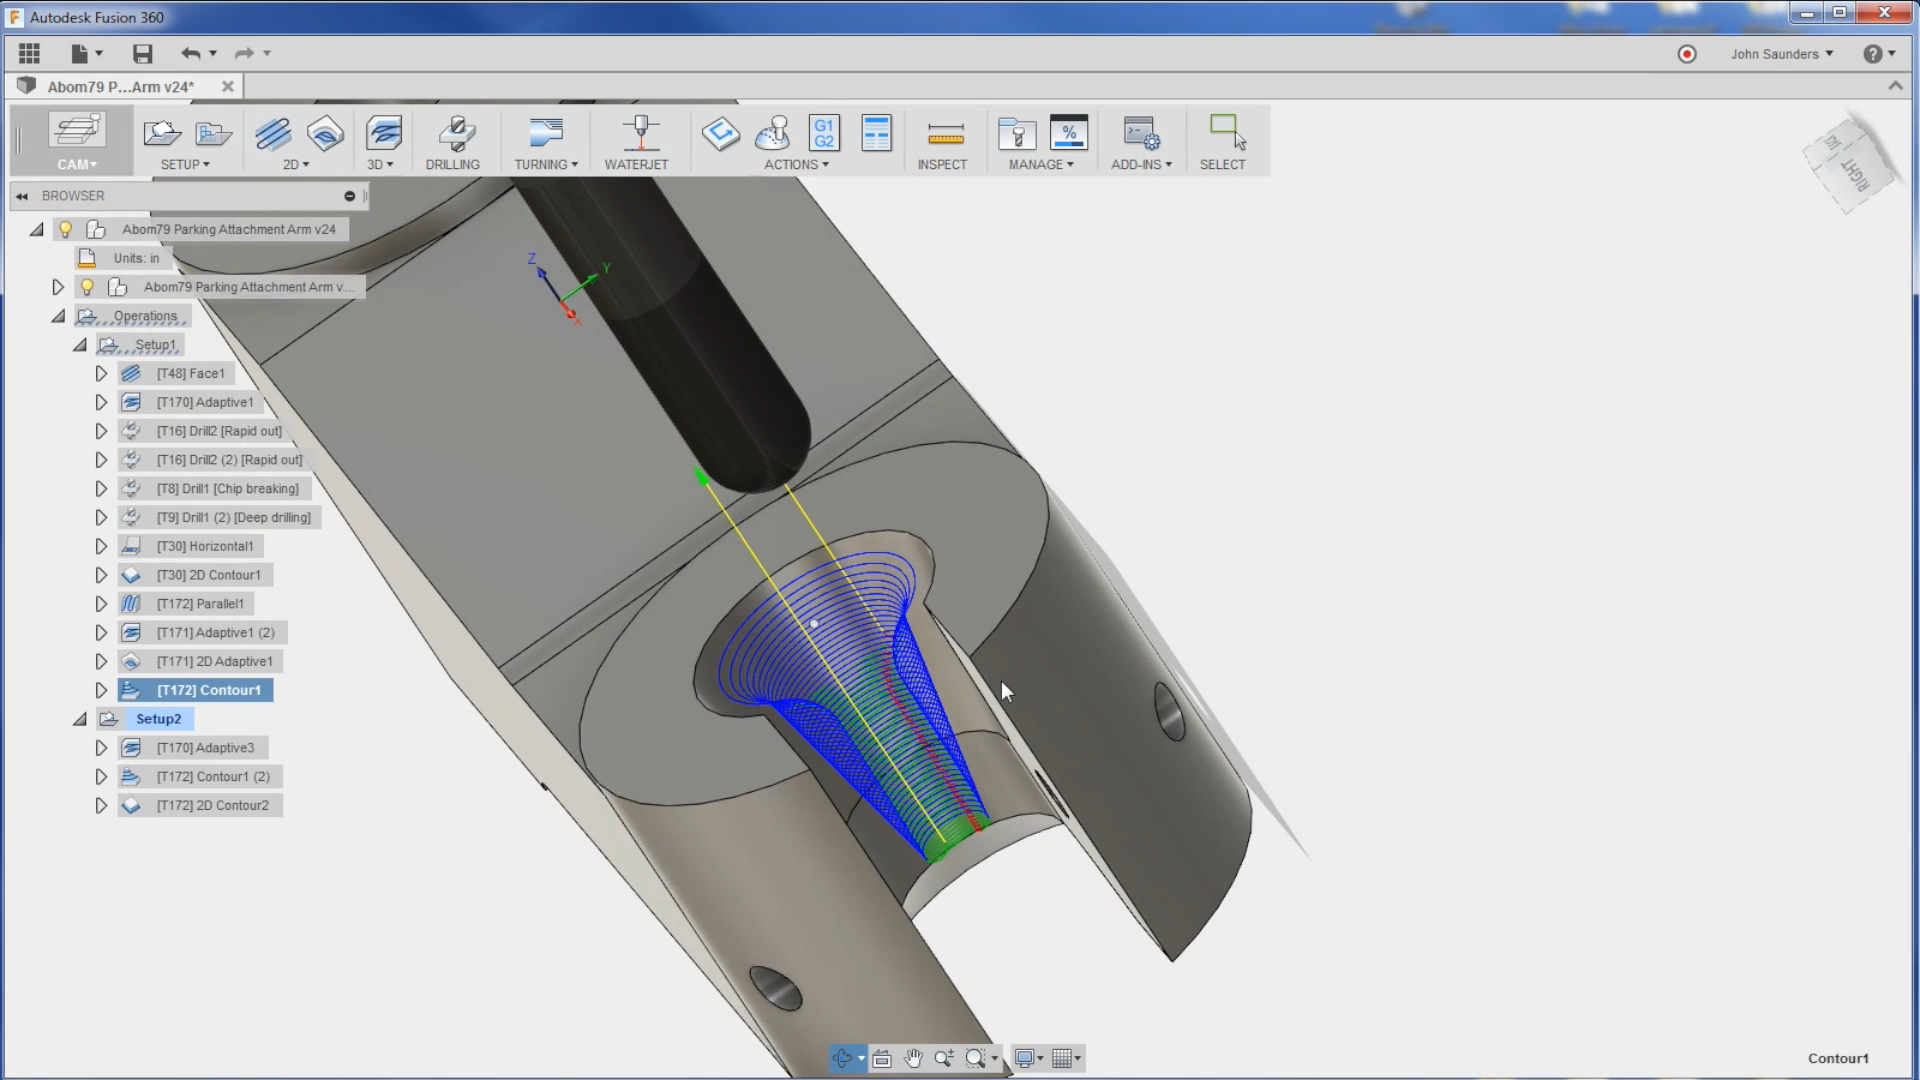 Autodesk Fusion 360
John Saunders
Abom79 P...Arm v24*
G1
G2
%
CAM
SETUP
2D
3D
DRILLING
TURNING
WATERJET
ACTIONS
INSPECT
MANAGE
ADD-INS
SELECT
RIGHT
BROWSER
Abom79 Parking Attachment Arm v24
Units: in
Abom79 Parking Attachment Arm v....
Operations
Setup1
[T48] Face1
[T170] Adaptive1
[T16] Drill2 [Rapid out]
[T16] Drill2 (2) [Rapid out]
[T8] Drill1 [Chip breaking]
[T9] Drill1 (2) [Deep drilling]
[T30] Horizontal1
[T30] 2D Contour1
[T172] Parallel1
[T171] Adaptive1 (2)
[T171] 2D Adaptive1
[T172] Contour1
Setup2
[T170] Adaptive3
[T172] Contour1 (2)
[T172] 2D Contour2
Z
Y
X
Contour1